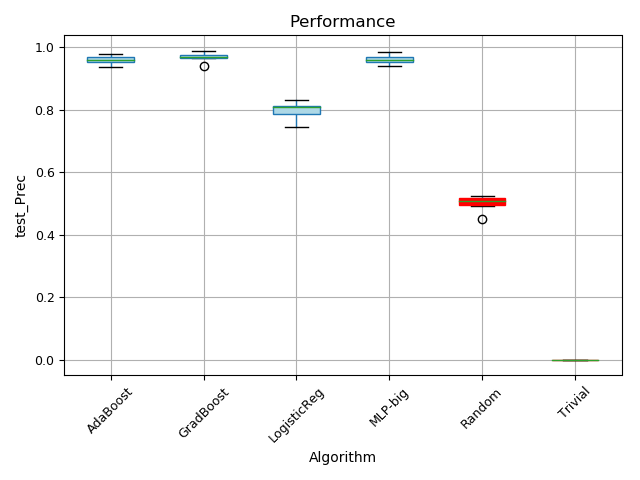 Performance
1.0
0.8
0.6
0.4
0.2
0.0
test_Prec
AdaBoost
GradBoost
LogisticReg
MLP-big
Random
Trivial
Algorithm